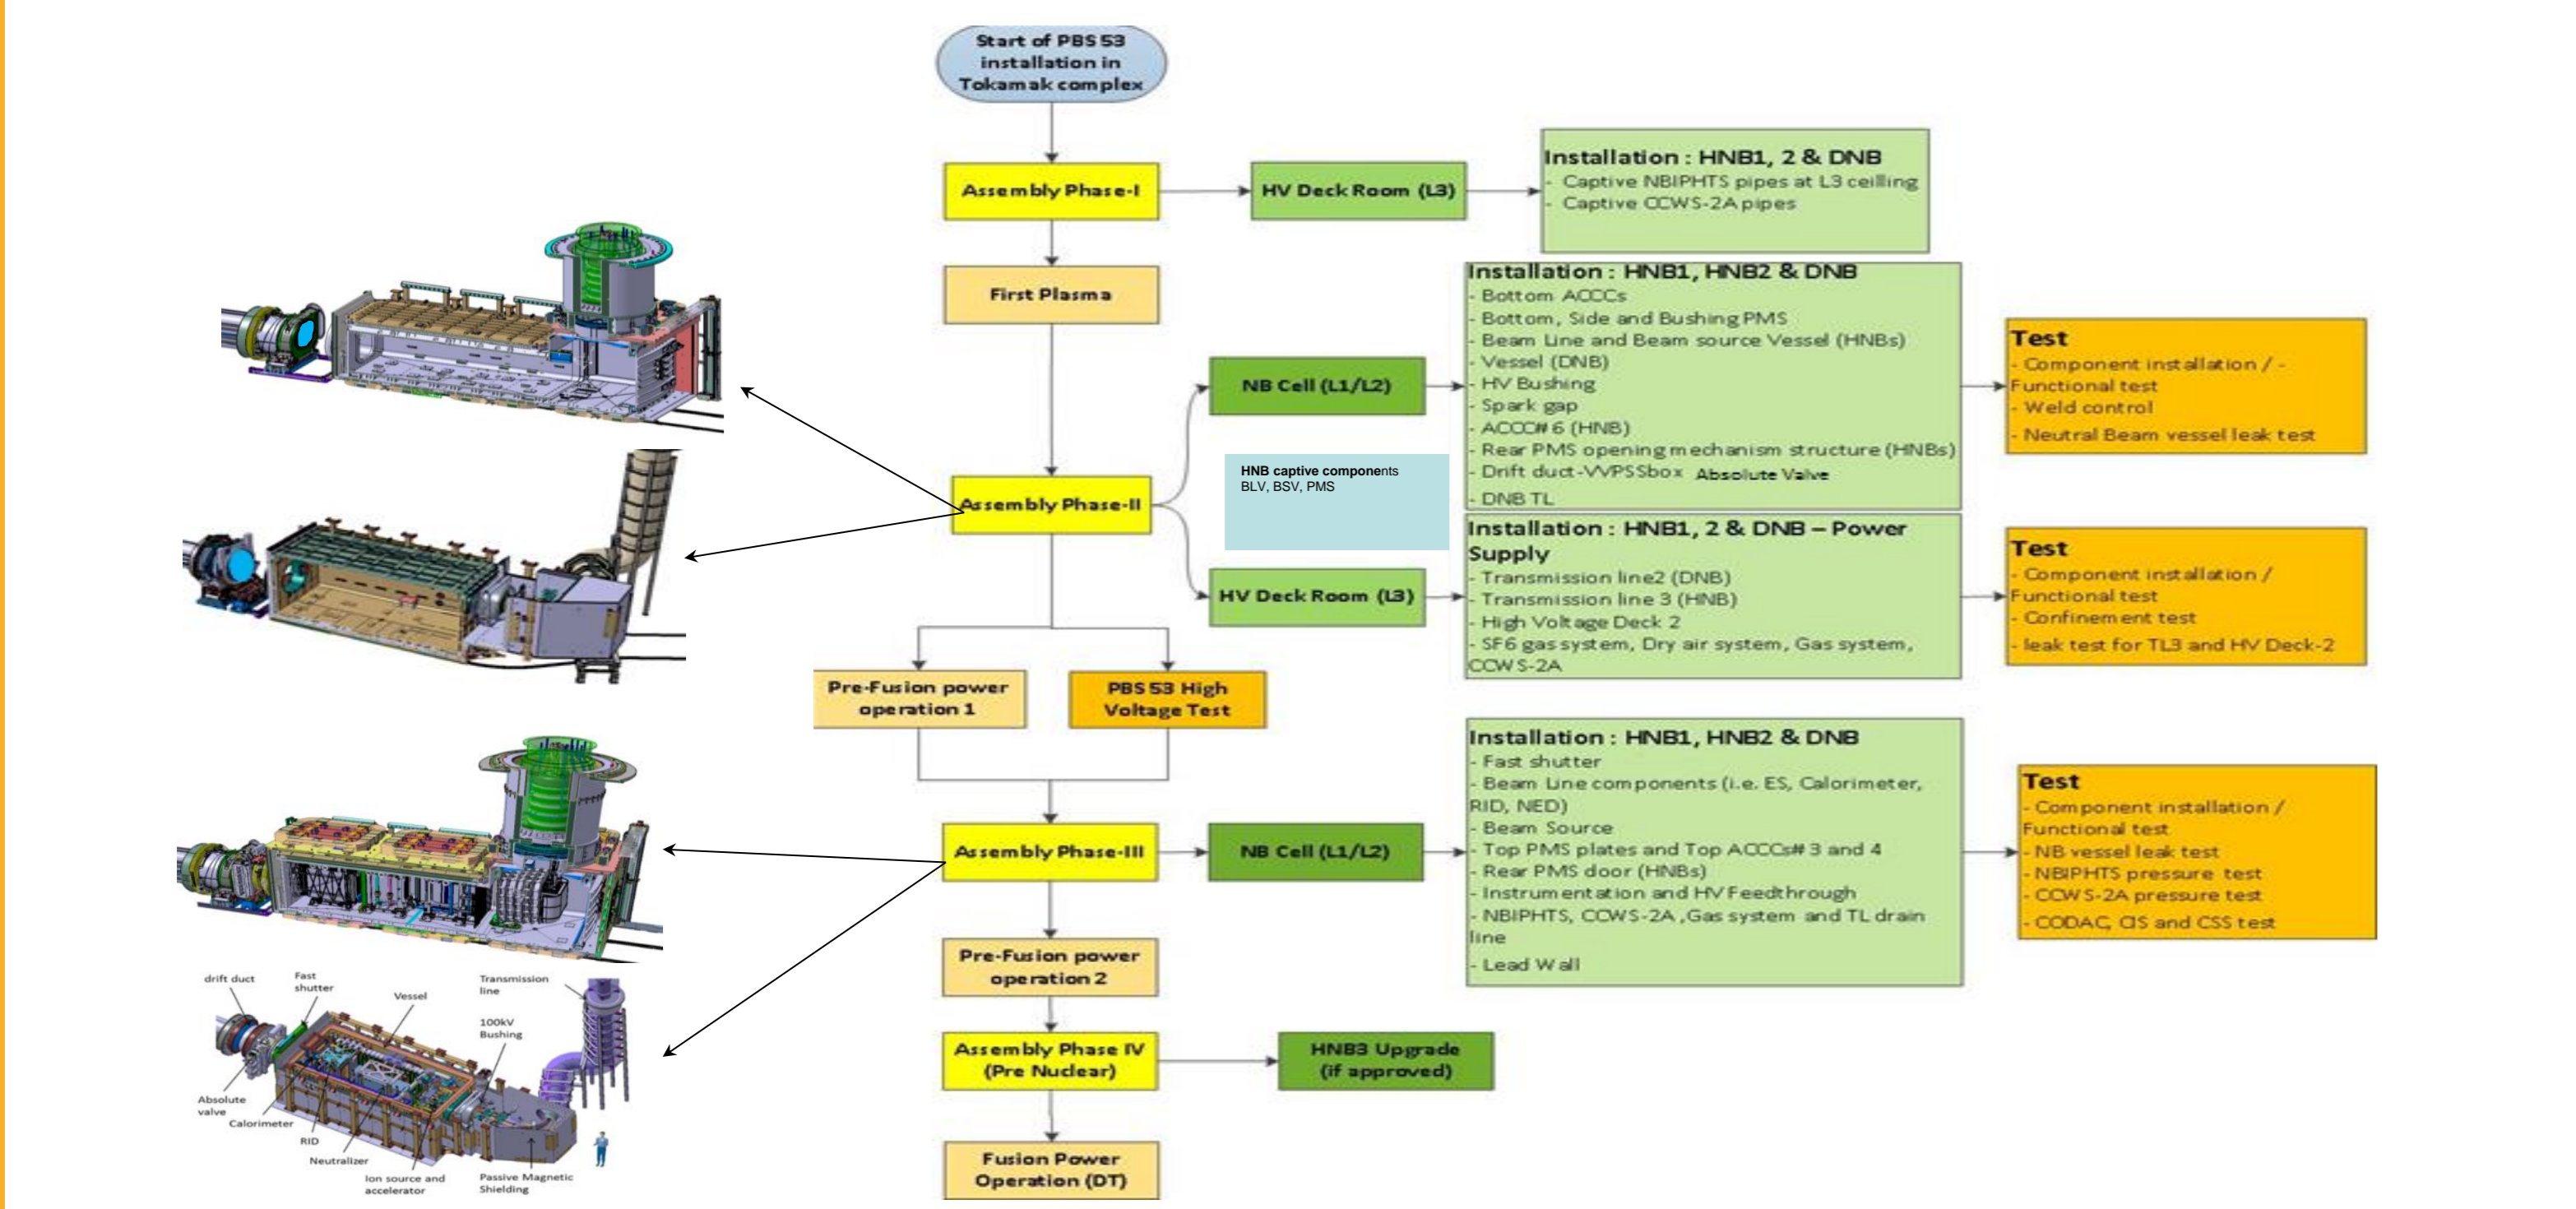 Start of PBS 53
installation in
Tokamak complex
Assembly Phase-I
HV Deck Room (L3)
Installation : HNB1, 2 & DNB
- Captive NBIPHTS pipes at L3 ceilling
- Captive CCWS-2A pipes
First Plasma
Installation : HNB1, HNB2 & DNB
- Bottom ACCCs
- Bottom, Side and Bushing PMS
- Beam Line and Beam source Vessel (HNBs)
- Vessel (DNB)
- HV Bushing
- Spark gap
- ACCC# 6 (HNB)
- Rear PMS opening mechanism structure (HNBs)
- Drift duct-VVPSSbox Absolute Valve
- DNB TL
NB Cell (L1/L2)
Test
- Component installation / -
Functional test
- Weld control
- Neutral Beam vessel leak test
HNB captive components
BLV, BSV, PMS
Assembly Phase-II
HV Deck Room (L3)
Installation : HNB1, 2 & DNB – Power
Supply
- Transmission line2 (DNB)
- Transmission line 3 (HNB)
- High Voltage Deck 2
- SF6 gas system, Dry air system, Gas system,
CCWS-2A
Test
- Component installation /
Functional test
- Confinement test
- leak test for TL3 and HV Deck-2
Pre-Fusion power
operation 1
PBS 53 High
Voltage Test
Assembly Phase-III
NB Cell (L1/L2)
Installation : HNB1, HNB2 & DNB
- Fast shutter
- Beam Line components (i.e. ES, Calorimeter,
RID, NED)
- Beam Source
- Top PMS plates and Top ACCCs# 3 and 4
- Rear PMS door (HNBs)
- Instrumentation and HV Feedthrough
- NBIPHTS, CCWS-2A ,Gas system and TL drain
line
- Lead Wall
Test
- Component installation /
Functional test
- NB vessel leak test
- NBIPHTS pressure test
- CCWS-2A pressure test
- CODAC, CIS and CSS test
Pre-Fusion power
operation 2
Assembly Phase IV
(Pre Nuclear)
HNB3 Upgrade
(if approved)
Fusion Power
Operation (DT)
drift duct
Fast
shutter
Vessel
Transmission
line
100kV
Bushing
Absolute
valve
Calorimeter
RID
Neutralizer
Ion source and
accelerator
Passive Magnetic
Shielding